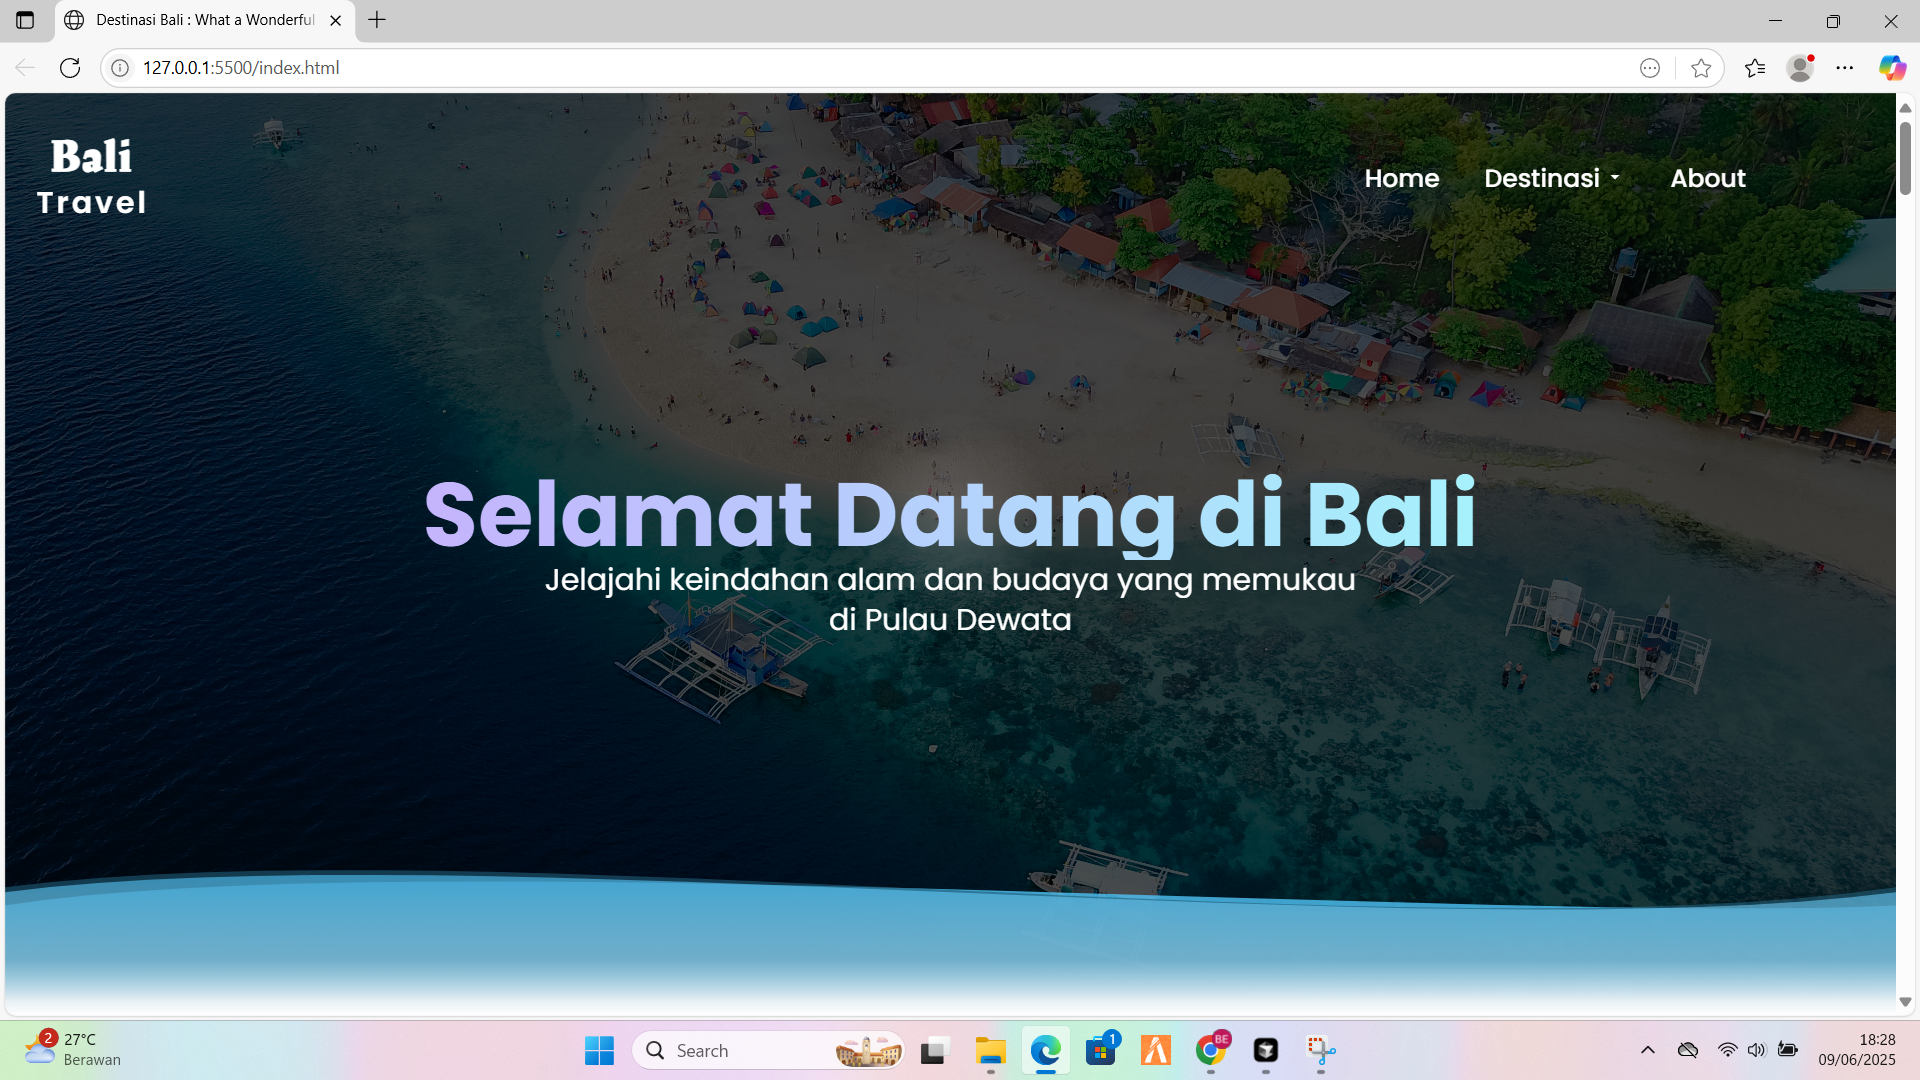 Destinasi Bali : What a Wonderful
127.0.0.1:5500/index.html
Bali
Travel
Home
Destinasi
About
Selamat Datang di Bali
Jelajahi keindahan alam dan budaya yang memukau
di Pulau Dewata
2
27°C
Berawan
Search
1
BE
18:28
09/06/2025